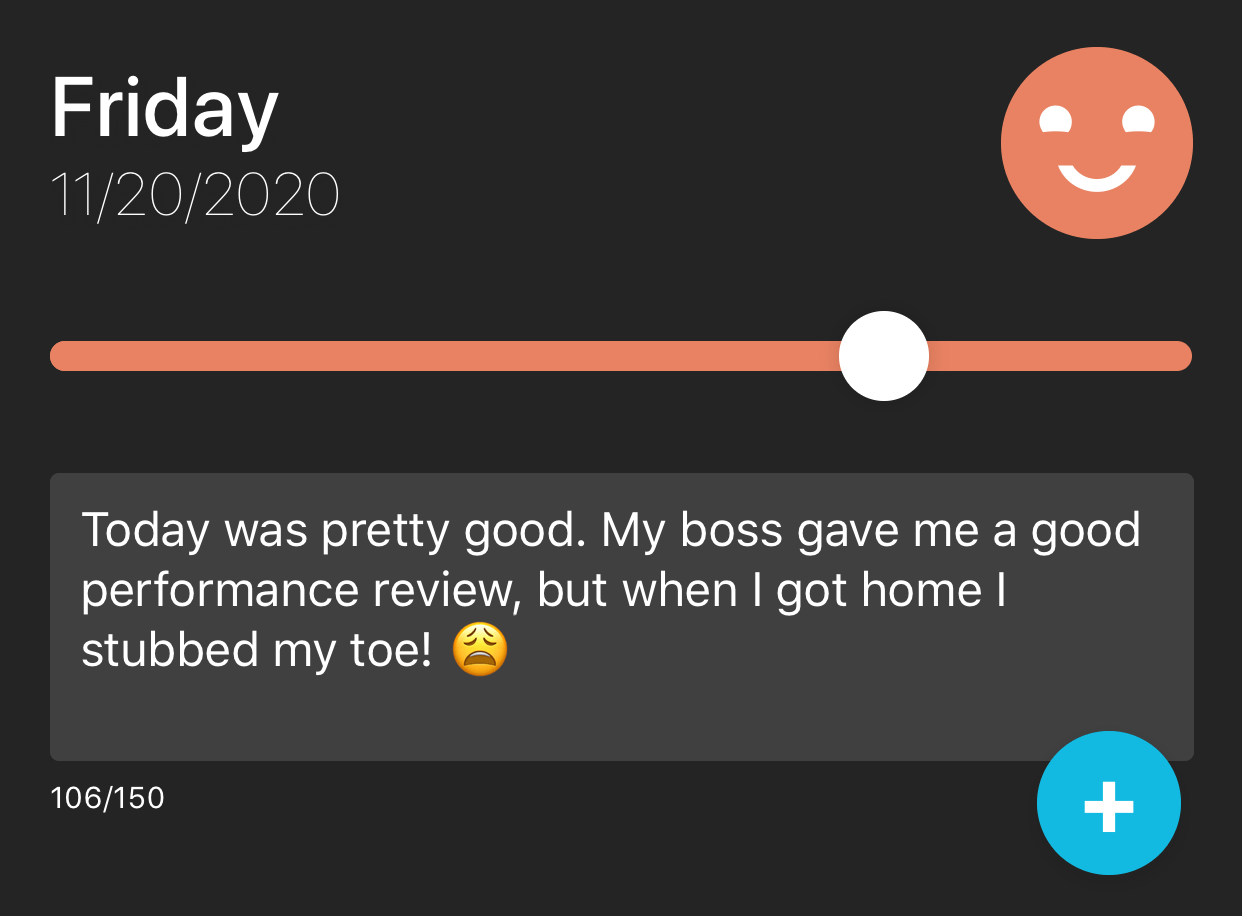 Friday
11/20/2020
Today was pretty good. My boss gave me a good
performance review, but when I got home I
stubbed my toe! 😩
106/150
+